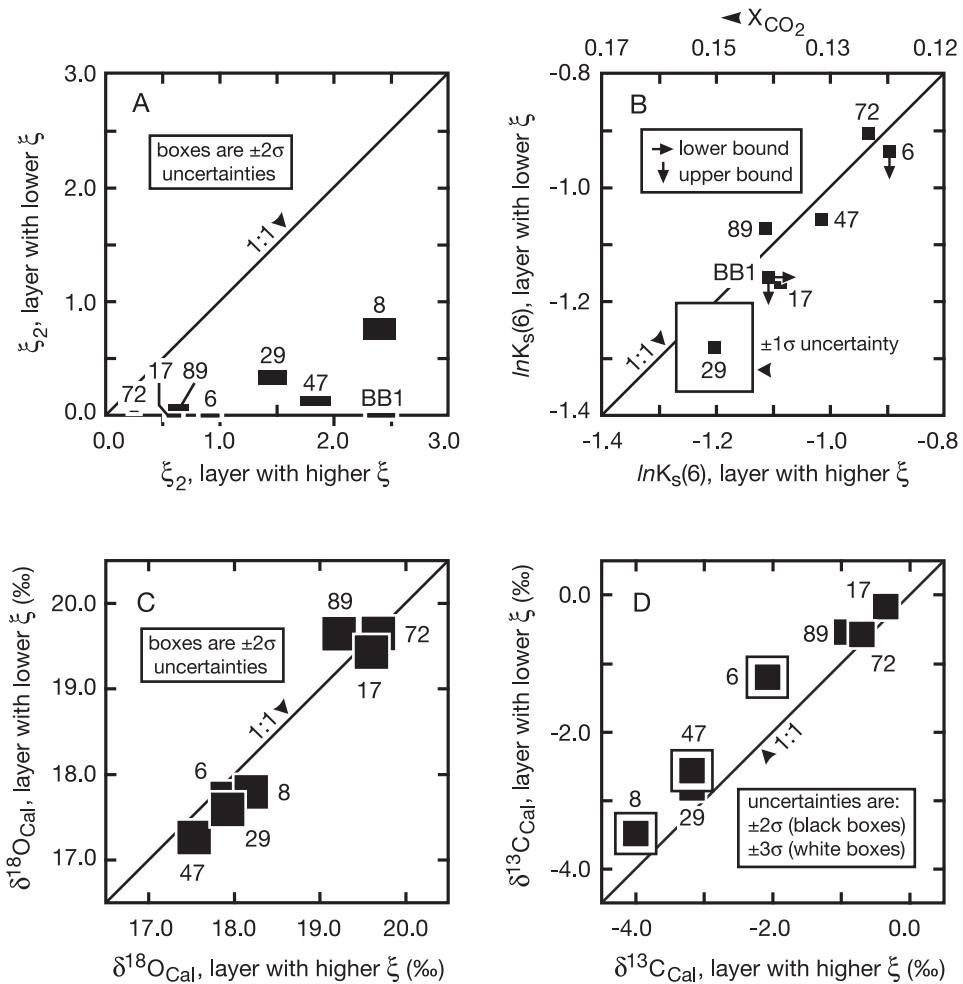 A
3.0
2.0
1.0
0.0
ξ₂, layer with lower ξ
boxes are ±2σ
uncertainties
1:1
8
29
47
BB1
17
89
72
6
0.0
1.0
2.0
3.0
ξ₂, layer with higher ξ
X_CO₂
0.17
0.15
0.13
0.12
B
-0.8
-1.0
-1.2
-1.4
lnKₛ(6), layer with lower ξ
lower bound
upper bound
72
6
89
47
BB1
17
1:1
±1σ uncertainty
29
-1.4
-1.2
-1.0
-0.8
lnKₛ(6), layer with higher ξ
C
20.0
19.0
18.0
17.0
δ¹⁸O_Cal, layer with lower ξ (‰)
boxes are ±2σ
uncertainties
89
72
17
1:1
6
8
29
47
17.0
18.0
19.0
20.0
δ¹⁸O_Cal, layer with higher ξ (‰)
D
0.0
-2.0
-4.0
δ¹³C_Cal, layer with lower ξ (‰)
17
89
72
6
47
1:1
8
29
uncertainties are:
±2σ (black boxes)
±3σ (white boxes)
-4.0
-2.0
0.0
δ¹³C_Cal, layer with higher ξ (‰)